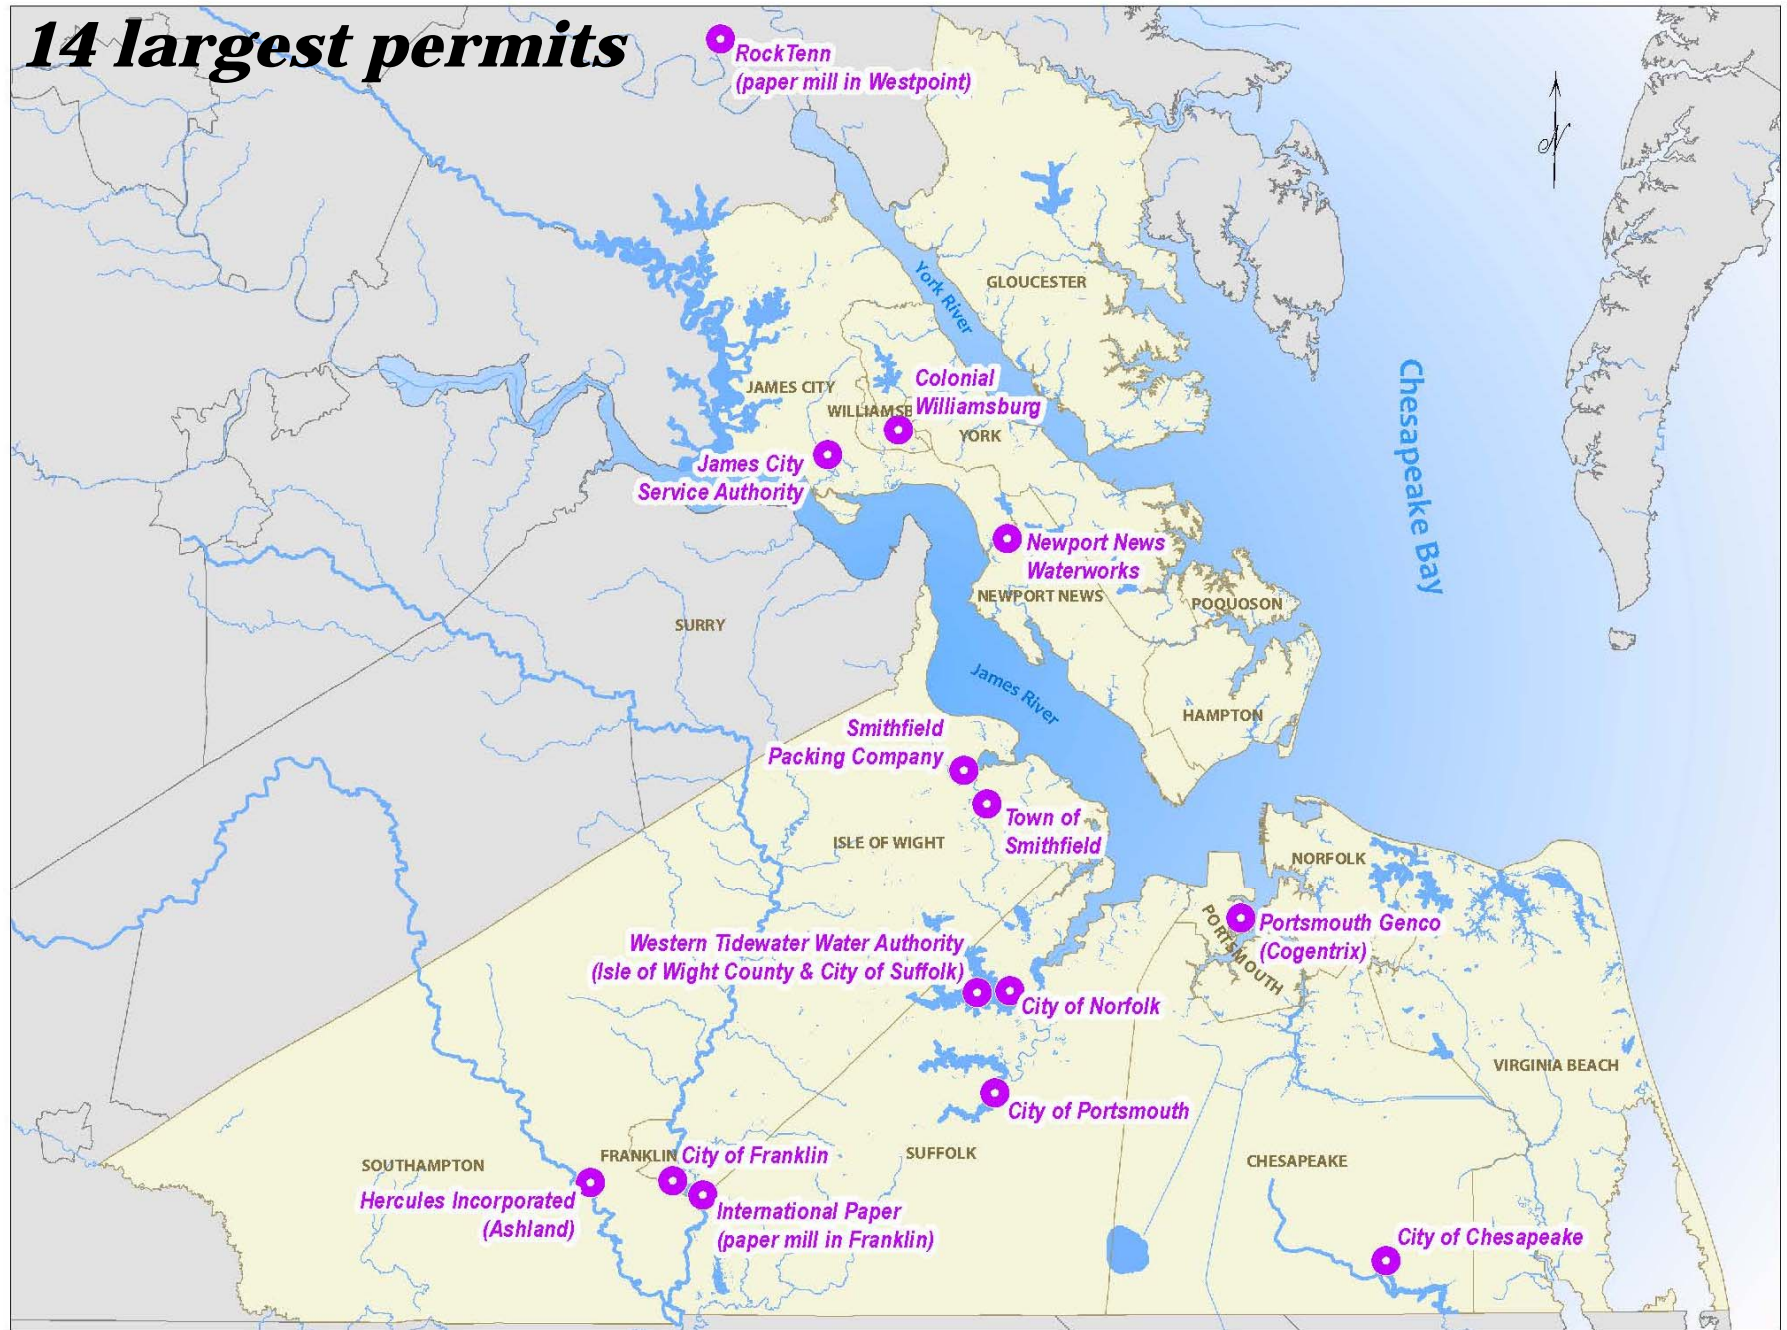 14 largest permits
RockTenn
(paper mill in Westpoint)
N
GLOUCESTER
York River
Chesapeake Bay
JAMES CITY
Colonial
Williamsburg
YORK
James City
Service Authority
Newport News
Waterworks
NEWPORT NEWS
POQUOSON
SURRY
James River
HAMPTON
Smithfield
Packing Company
Town of
Smithfield
ISLE OF WIGHT
NORFOLK
PORTSMOUTH
Portsmouth Genco
(Cogentrix)
Western Tidewater Water Authority
(Isle of Wight County & City of Suffolk)
City of Norfolk
VIRGINIA BEACH
City of Portsmouth
SOUTHAMPTON
FRANKLIN
City of Franklin
SUFFOLK
CHESAPEAKE
Hercules Incorporated
(Ashland)
International Paper
(paper mill in Franklin)
City of Chesapeake